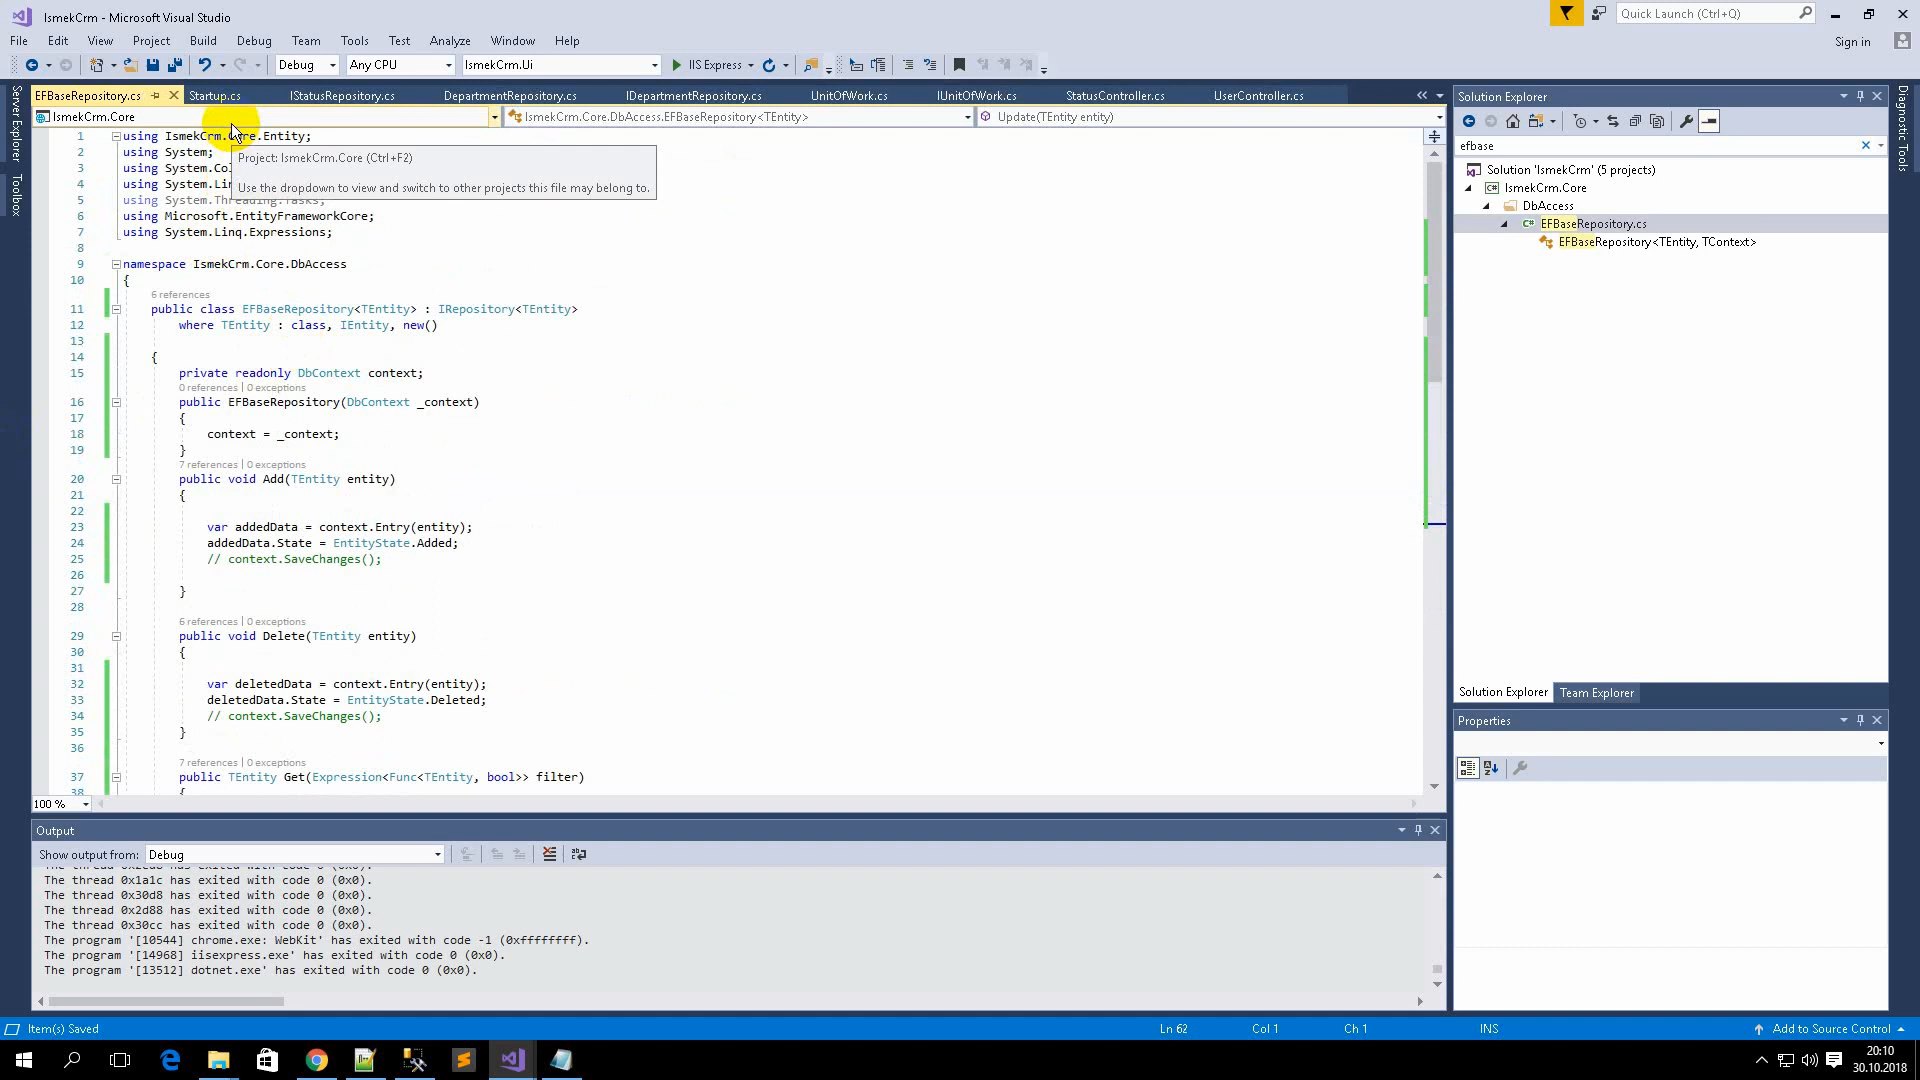 IsmekCrm - Microsoft Visual Studio
Quick Launch (Ctrl+Q)
File Edit View Project Build Debug Team Tools Test Analyze Window Help
Sign in
Debug Any CPU IsmekCrm.Ui IIS Express
EFBaseRepository.cs Startup.cs IStatusRepository.cs DepartmentRepository.cs IDepartmentRepository.cs UnitOfWork.cs IUnitOfWork.cs StatusController.cs UserController.cs
IsmekCrm.Core IsmekCrm.Core.DbAccess.EFBaseRepository<TEntity> Update(TEntity entity)
Server Explorer
Toolbox
1 using IsmekCrm.Core.Entity;
2 using System;
3 using System.Col
4 using System.Lin
5 using System.Threading.Tasks;
6 using Microsoft.EntityFrameworkCore;
7 using System.Linq.Expressions;
8
9 namespace IsmekCrm.Core.DbAccess
10 {
6 references
11 public class EFBaseRepository<TEntity> : IRepository<TEntity>
12 where TEntity : class, IEntity, new()
13
14 {
15 private readonly DbContext context;
0 references | 0 exceptions
16 public EFBaseRepository(DbContext _context)
17 {
18 context = _context;
19 }
7 references | 0 exceptions
20 public void Add(TEntity entity)
21 {
22
23 var addedData = context.Entry(entity);
24 addedData.State = EntityState.Added;
25 // context.SaveChanges();
26
27 }
28
6 references | 0 exceptions
29 public void Delete(TEntity entity)
30 {
31
32 var deletedData = context.Entry(entity);
33 deletedData.State = EntityState.Deleted;
34 // context.SaveChanges();
35 }
36
7 references | 0 exceptions
37 public TEntity Get(Expression<Func<TEntity, bool>> filter)
38 {
Project: IsmekCrm.Core (Ctrl+F2)
Use the dropdown to view and switch to other projects this file may belong to.
100 %
Output
Show output from: Debug
The thread 0x1a1c has exited with code 0 (0x0).
The thread 0x30d8 has exited with code 0 (0x0).
The thread 0x2d88 has exited with code 0 (0x0).
The thread 0x30cc has exited with code 0 (0x0).
The program '[10544] chrome.exe: WebKit' has exited with code -1 (0xffffffff).
The program '[14968] iisexpress.exe' has exited with code 0 (0x0).
The program '[13512] dotnet.exe' has exited with code 0 (0x0).
Solution Explorer
efbase
Solution 'IsmekCrm' (5 projects)
IsmekCrm.Core
DbAccess
EFBaseRepository.cs
EFBaseRepository<TEntity, TContext>
Solution Explorer Team Explorer
Properties
Diagnostic Tools
Item(s) Saved Ln 62 Col 1 Ch 1 INS Add to Source Control
20:10
30.10.2018